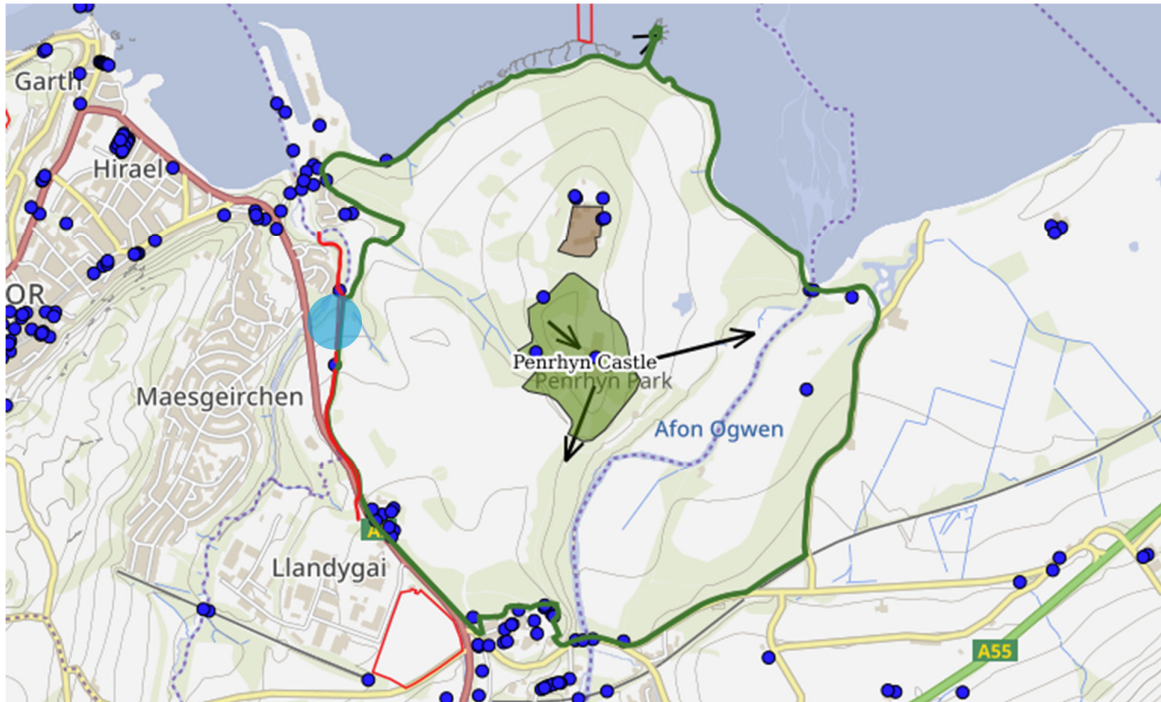 Garth
Hirael
OR
Penrhyn Castle
Penrhyn Park
Maesgeirchen
Afon Ogwen
A
Llandygai
A55